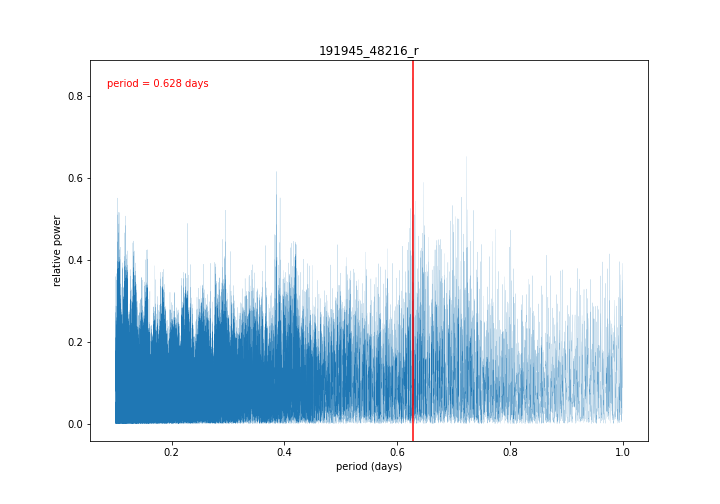 191945_48216_r
period = 0.628 days
0.8
0.6
0.4
0.2
0.0
relative power
0.2 0.4 0.6 0.8 1.0
period (days)